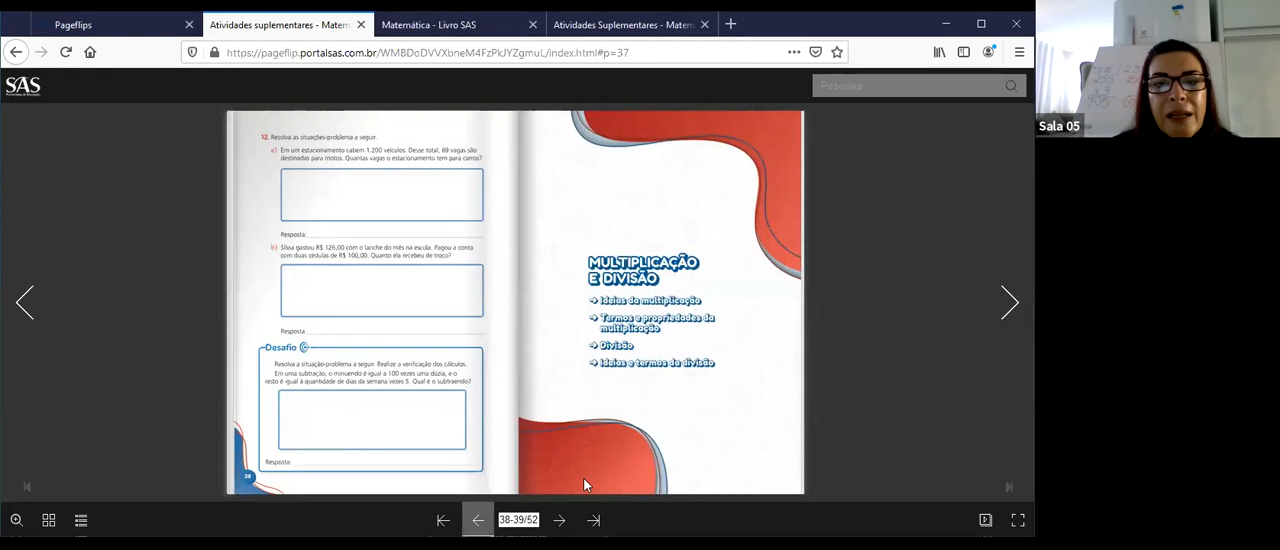 Pageflips
Atividades suplementares - Matem
Matemática - Livro SAS
Atividades Suplementares - Matem
https://pageflip.portalsas.com.br/WMBDoDVVXbneM4FzPkJYZgmuL/index.html#p=37
SAS
Pesquisa
Sala 05
12. Resolva as situações-problema a seguir.
a) Em um estacionamento cabem 1.200 veículos. Desse total, 89 vagas são
destinadas para motos. Quantas vagas o estacionamento tem para carros?
Resposta:
b) Sílvia gastou R$ 126,00 com o lanche do mês na escola. Pagou a conta
com duas cédulas de R$ 100,00. Quanto ela recebeu de troco?
Resposta:
Desafio
Resolva a situação-problema a seguir. Realize a verificação dos cálculos.
Em uma subtração, o minuendo é igual a 100 vezes uma dúzia, e o
resto é igual à quantidade de dias da semana vezes 5. Qual é o subtraendo?
Resposta:
38
MULTIPLICAÇÃO
E DIVISÃO
Ideias da multiplicação
Termos e propriedades da
multiplicação
Divisão
Ideias e termos da divisão
38-39/52